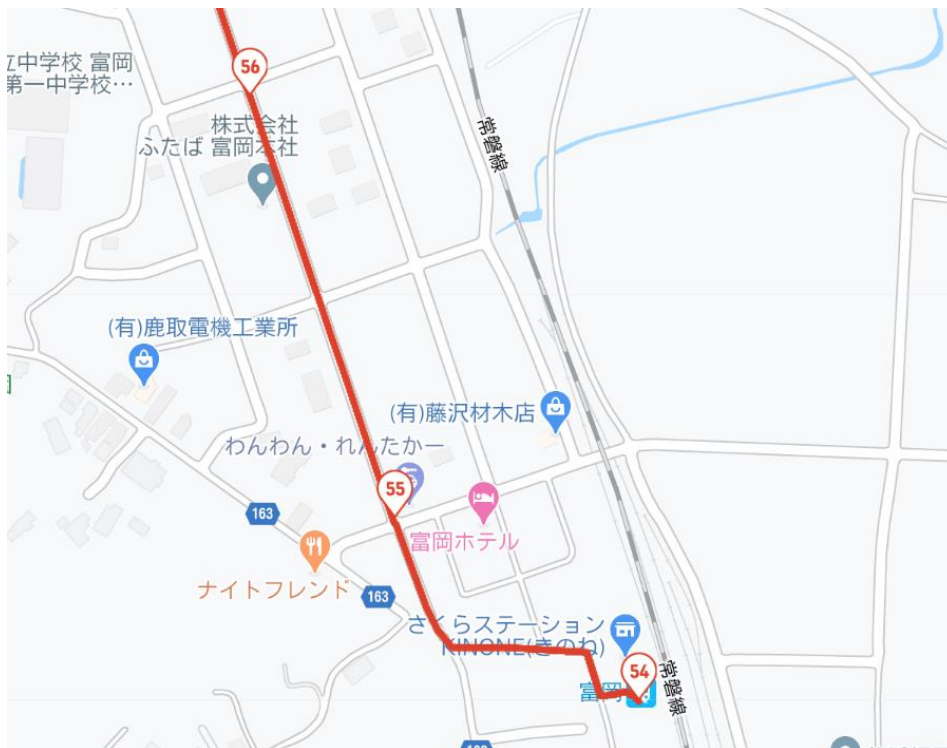 立中学校 富岡
第一中学校…
56
株式会社
ふたば 富岡本社
常磐線
(有)鹿取電機工業所
(有)藤沢材木店
わんわん・れんたかー
55
163
富岡ホテル
ナイトフレンド
163
さくらステーション
KINONE(きのね)
54
富岡
常磐線